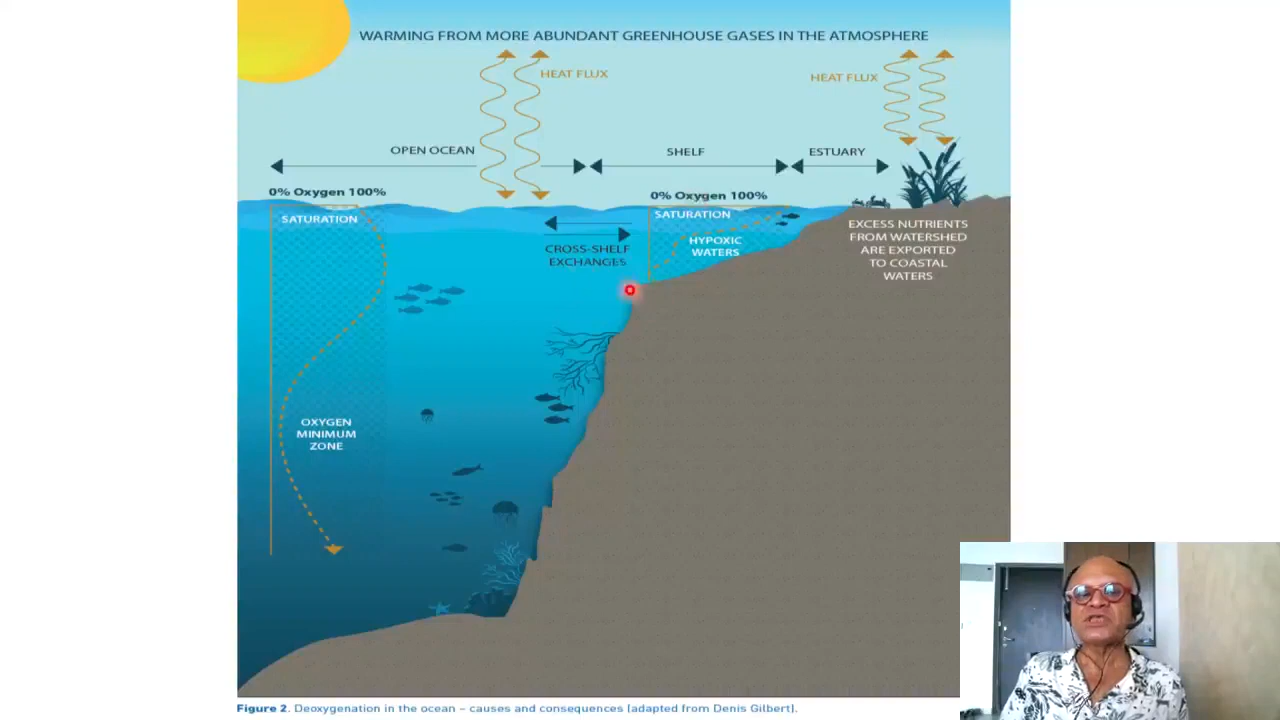 WARMING FROM MORE ABUNDANT GREENHOUSE GASES IN THE ATMOSPHERE
HEAT FLUX
HEAT FLUX
OPEN OCEAN
SHELF
ESTUARY
0% Oxygen 100%
0% Oxygen 100%
SATURATION
SATURATION
HYPOXIC
WATERS
CROSS-SHELF
EXCHANGES
EXCESS NUTRIENTS
FROM WATERSHED
ARE EXPORTED
TO COASTAL
WATERS
OXYGEN
MINIMUM
ZONE
Figure 2. Deoxygenation in the ocean – causes and consequences (adapted from Denis Gilbert).